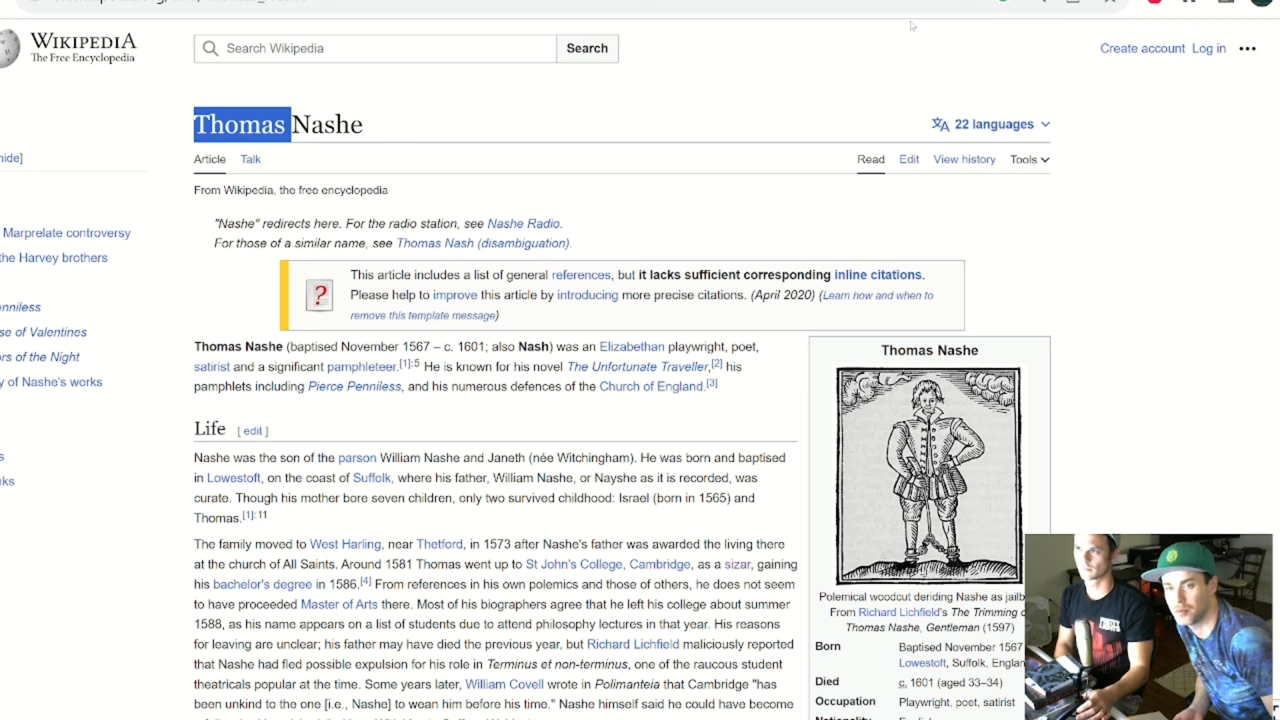 WIKIPEDIA
The Free Encyclopedia
Search Wikipedia
Search
Create account Log in
Thomas Nashe
22 languages
Article Talk
Read Edit View history Tools
From Wikipedia, the free encyclopedia
"Nashe" redirects here. For the radio station, see Nashe Radio.
For those of a similar name, see Thomas Nash (disambiguation).
This article includes a list of general references, but it lacks sufficient corresponding inline citations.
Please help to improve this article by introducing more precise citations. (April 2020) (Learn how and when to
remove this template message)
hide]
Marprelate controversy
the Harvey brothers
nniless
se of Valentines
ors of the Night
y of Nashe's works
s
ks
Thomas Nashe (baptised November 1567 – c. 1601; also Nash) was an Elizabethan playwright, poet,
satirist and a significant pamphleteer.[1]:5 He is known for his novel The Unfortunate Traveller,[2] his
pamphlets including Pierce Penniless, and his numerous defences of the Church of England.[3]
Life [ edit ]
Nashe was the son of the parson William Nashe and Janeth (née Witchingham). He was born and baptised
in Lowestoft, on the coast of Suffolk, where his father, William Nashe, or Nayshe as it is recorded, was
curate. Though his mother bore seven children, only two survived childhood: Israel (born in 1565) and
Thomas.[1]:11
The family moved to West Harling, near Thetford, in 1573 after Nashe's father was awarded the living there
at the church of All Saints. Around 1581 Thomas went up to St John's College, Cambridge, as a sizar, gaining
his bachelor's degree in 1586.[4] From references in his own polemics and those of others, he does not seem
to have proceeded Master of Arts there. Most of his biographers agree that he left his college about summer
1588, as his name appears on a list of students due to attend philosophy lectures in that year. His reasons
for leaving are unclear; his father may have died the previous year, but Richard Lichfield maliciously reported
that Nashe had fled possible expulsion for his role in Terminus et non-terminus, one of the raucous student
theatricals popular at the time. Some years later, William Covell wrote in Polimanteia that Cambridge "has
been unkind to the one [i.e., Nashe] to wean him before his time." Nashe himself said he could have become
Thomas Nashe
Polemical woodcut deriding Nashe as jailb
From Richard Lichfield's The Trimming o
Thomas Nashe, Gentleman (1597)
Born Baptised November 1567
Lowestoft, Suffolk, Englan
Died c. 1601 (aged 33–34)
Occupation Playwright, poet, satirist